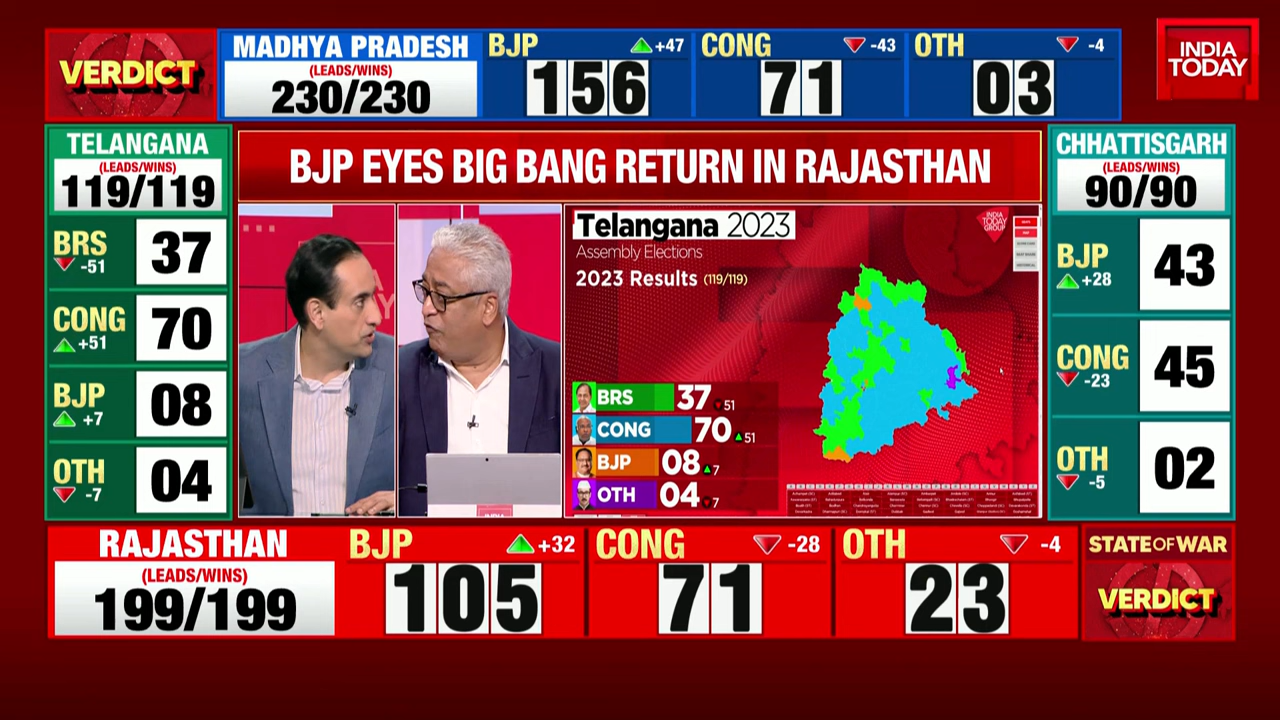 VERDICT
MADHYA PRADESH
(LEADS/WINS)
230/230
BJP +47
156
CONG -43
71
OTH -4
03
INDIA
TODAY
TELANGANA
(LEADS/WINS)
119/119
BRS
-51
37
CONG
+51
70
BJP
+7
08
OTH
-7
04
BJP EYES BIG BANG RETURN IN RAJASTHAN
Telangana 2023
Assembly Elections
2023 Results (119/119)
BRS 37 51
CONG 70 51
BJP 08 7
OTH 04 7
INDIA
TODAY
GROUP
CHHATTISGARH
(LEADS/WINS)
90/90
BJP
+28
43
CONG
-23
45
OTH
-5
02
RAJASTHAN
(LEADS/WINS)
199/199
BJP +32
105
CONG -28
71
OTH -4
23
STATE OF WAR
VERDICT